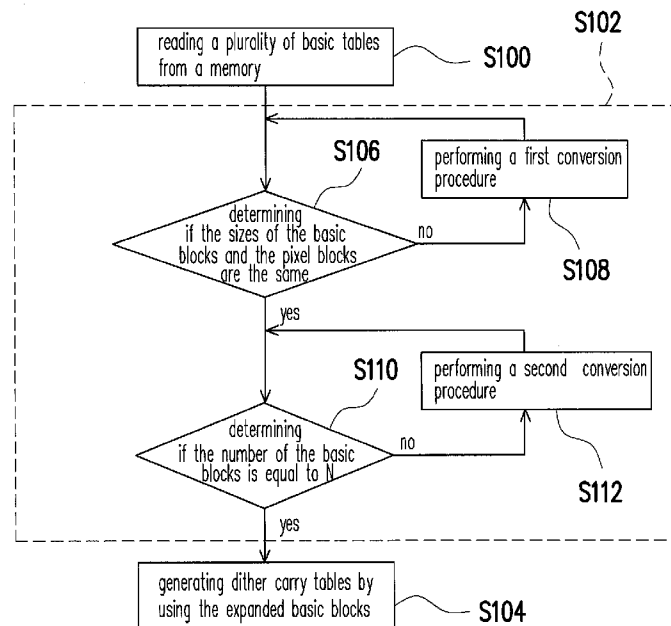 S102
reading a plurality of basic tables
from a memory
S100
S106
performing a first conversion
procedure
determining
if the sizes of the basic
blocks and the pixel blocks
are the same
no
S108
yes
S110
performing a second conversion
procedure
determining
if the number of the basic
blocks is equal to N
no
S112
yes
generating dither carry tables by
using the expanded basic blocks
S104